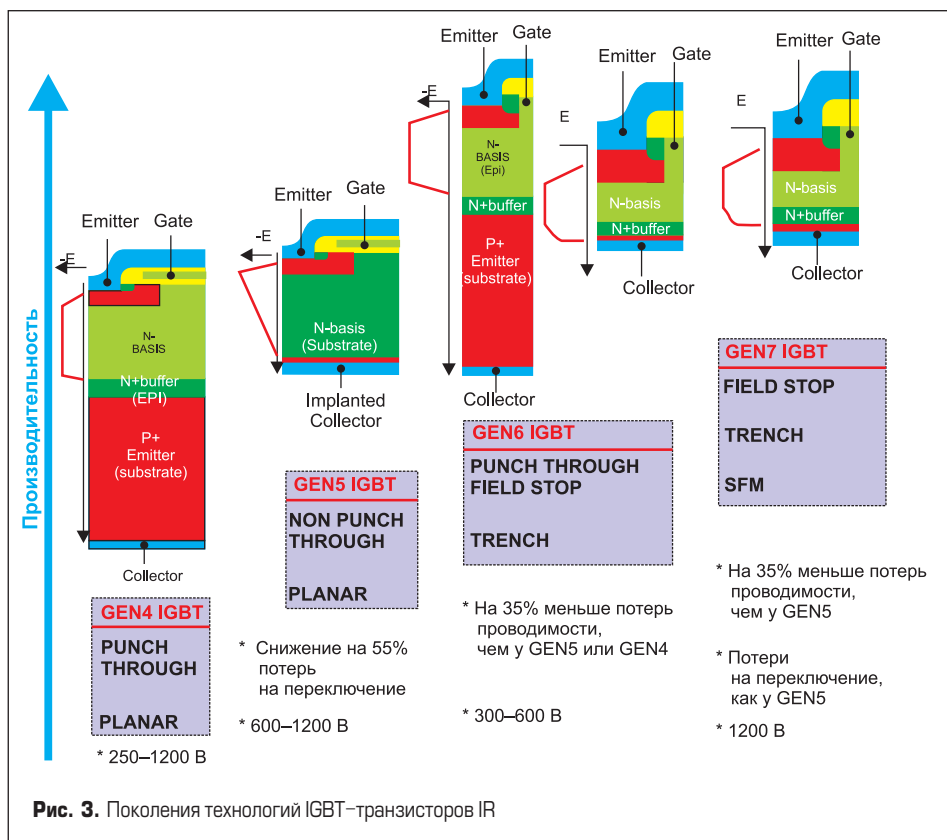 Производительность
Emitter
Gate
-E
N-
BASIS
N+buffer
(EPI)
P+
Emitter
(substrate)
Collector
GEN4 IGBT
PUNCH
THROUGH
PLANAR
* 250–1200 В
Emitter
Gate
-E
N-basis
(Substrate)
Implanted
Collector
GEN5 IGBT
NON PUNCH
THROUGH
PLANAR
* Снижение на 55%
потерь
на переключение
* 600–1200 В
Emitter
Gate
-E
N-
BASIS
(Epi)
N+buffer
P+
Emitter
(substrate)
Collector
GEN6 IGBT
PUNCH THROUGH
FIELD STOP
TRENCH
* На 35% меньше потерь
проводимости,
чем у GEN5 или GEN4
* 300–600 В
Emitter
Gate
E
N-basis
N+buffer
Collector
Emitter
Gate
E
N-basis
N+buffer
Collector
GEN7 IGBT
FIELD STOP
TRENCH
SFM
* На 35% меньше потерь
проводимости,
чем у GEN5
* Потери
на переключение,
как у GEN5
* 1200 В
Рис. 3. Поколения технологий IGBT–транзисторов IR